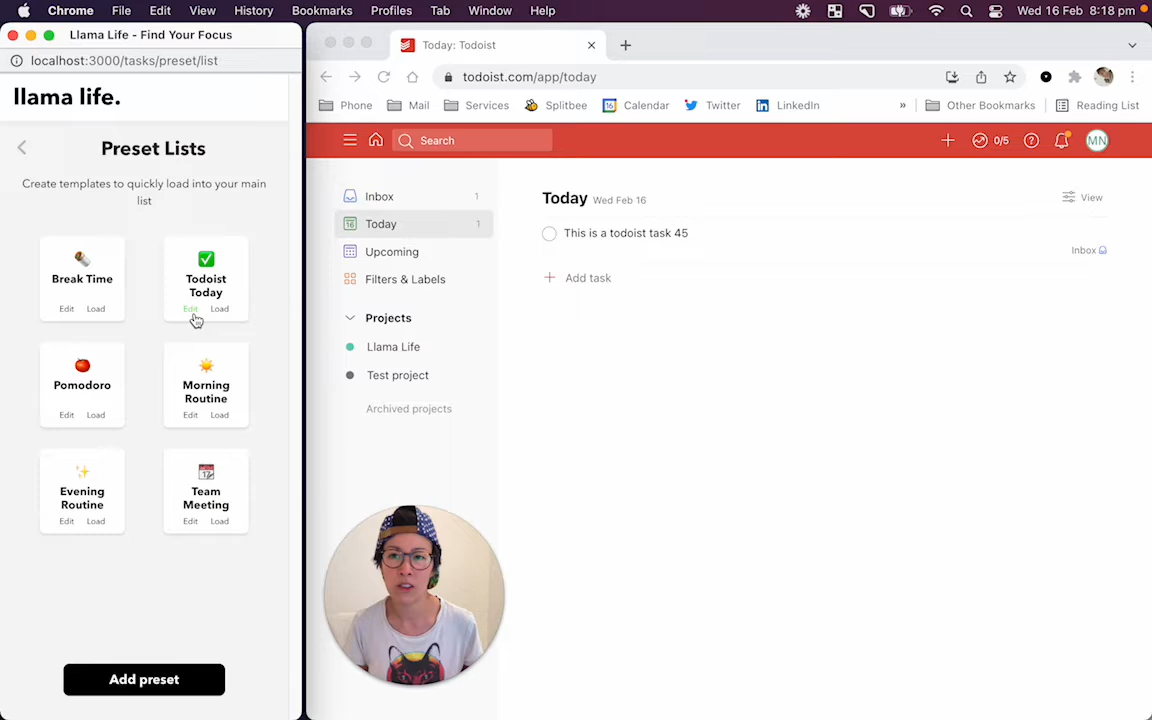 Chrome File Edit View History Bookmarks Profiles Tab Window Help Wed 16 Feb 8:18 pm
Llama Life - Find Your Focus
localhost:3000/tasks/preset/list
llama life.
Preset Lists
Create templates to quickly load into your main
list
Break Time
Edit Load
Todoist
Today
Edit Load
Pomodoro
Edit Load
Morning
Routine
Edit Load
Evening
Routine
Edit Load
17
Team
Meeting
Edit Load
Add preset
Today: Todoist
todoist.com/app/today
Phone Mail Services Splitbee 16 Calendar Twitter LinkedIn » Other Bookmarks Reading List
Search
0/5
MN
Inbox 1
16 Today 1
Upcoming
Filters & Labels
Projects
Llama Life
Test project
Archived projects
Today Wed Feb 16
View
This is a todoist task 45
Inbox
Add task